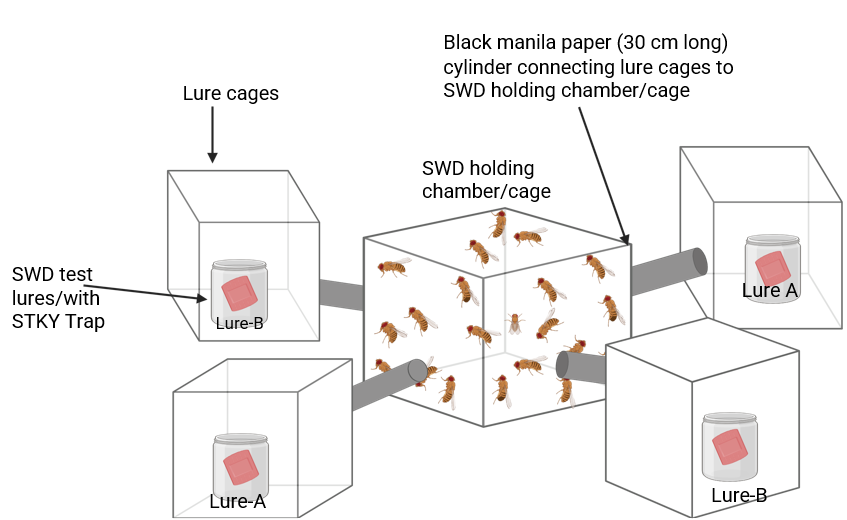 Black manila paper (30 cm long)
cylinder connecting lure cages to
SWD holding chamber/cage
Lure cages
SWD holding
chamber/cage
SWD test
lures/with
STKY Trap
Lure-B
Lure A
Lure-A
Lure-B